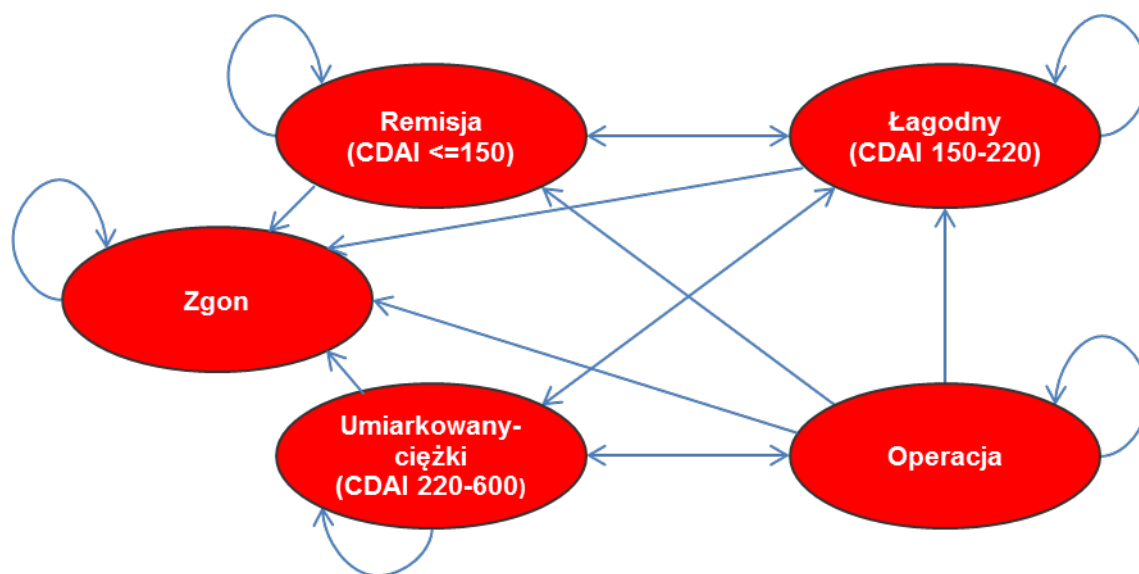 Remisja
(CDAI <=150)
Łagodny
(CDAI 150-220)
Zgon
Umiarkowany-
ciężki
(CDAI 220-600)
Operacja